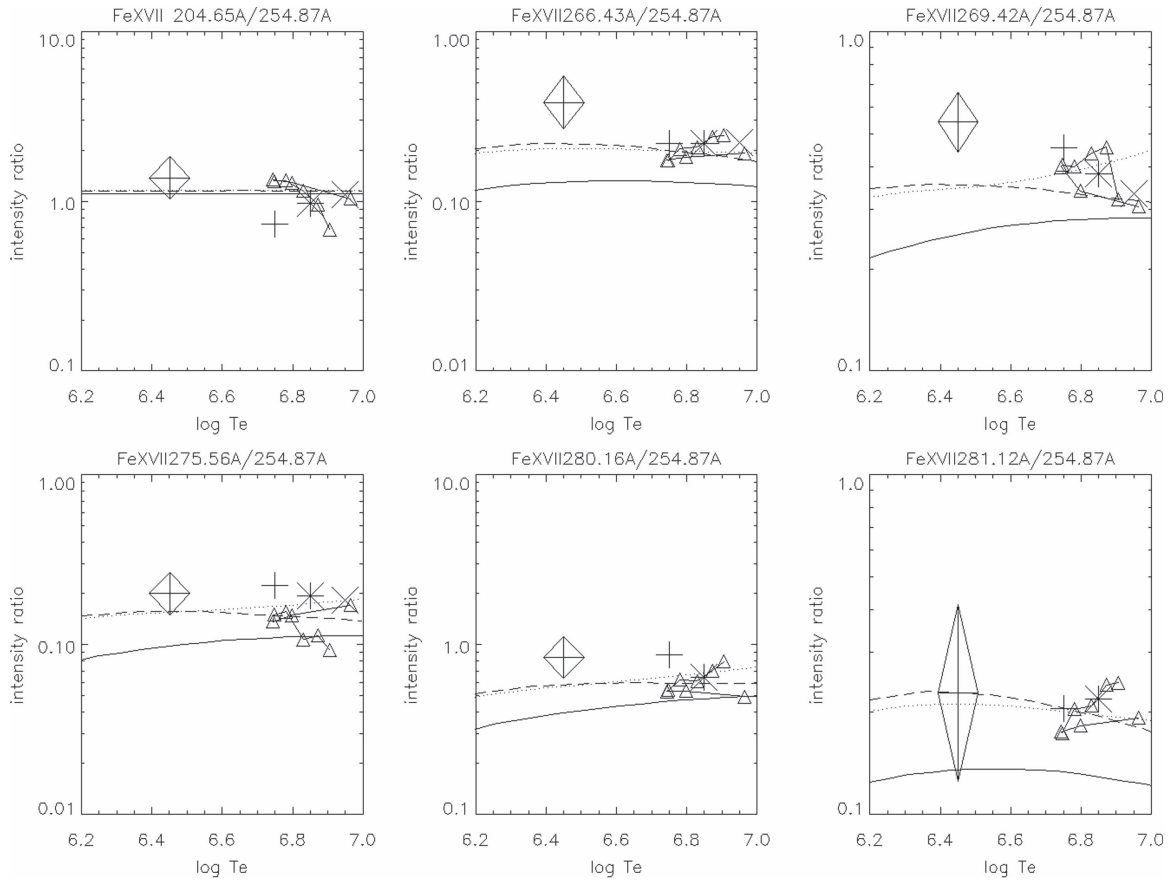 FeXVII 204.65A/254.87A
10.0
1.0
0.1
intensity ratio
6.2 6.4 6.6 6.8 7.0
log Te
FeXVII266.43A/254.87A
1.00
0.10
0.01
intensity ratio
6.2 6.4 6.6 6.8 7.0
log Te
FeXVII269.42A/254.87A
1.0
0.1
intensity ratio
6.2 6.4 6.6 6.8 7.0
log Te
FeXVII275.56A/254.87A
1.00
0.10
0.01
intensity ratio
6.2 6.4 6.6 6.8 7.0
log Te
FeXVII280.16A/254.87A
10.0
1.0
0.1
intensity ratio
6.2 6.4 6.6 6.8 7.0
log Te
FeXVII281.12A/254.87A
1.0
0.1
intensity ratio
6.2 6.4 6.6 6.8 7.0
log Te